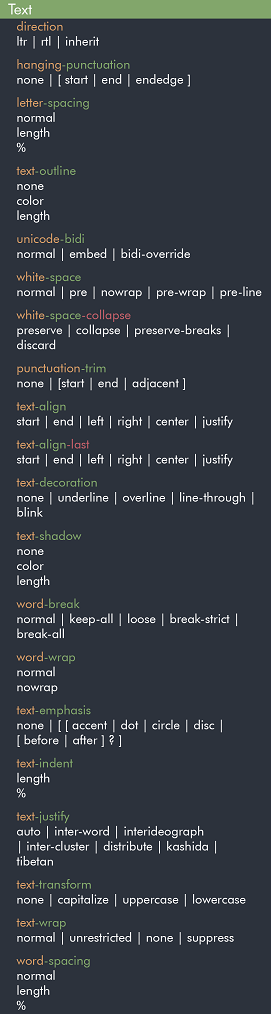 Text
direction
ltr | rtl | inherit
hanging-punctuation
none | [ start | end | endedge ]
letter-spacing
normal
length
%
text-outline
none
color
length
unicode-bidi
normal | embed | bidi-override
white-space
normal | pre | nowrap | pre-wrap | pre-line
white-space-collapse
preserve | collapse | preserve-breaks |
discard
punctuation-trim
none | [start | end | adjacent ]
text-align
start | end | left | right | center | justify
text-align-last
start | end | left | right | center | justify
text-decoration
none | underline | overline | line-through |
blink
text-shadow
none
color
length
word-break
normal | keep-all | loose | break-strict |
break-all
word-wrap
normal
nowrap
text-emphasis
none | [ [ accent | dot | circle | disc |
[ before | after ] ? ]
text-indent
length
%
text-justify
auto | inter-word | interideograph
| inter-cluster | distribute | kashida |
tibetan
text-transform
none | capitalize | uppercase | lowercase
text-wrap
normal | unrestricted | none | suppress
word-spacing
normal
length
%